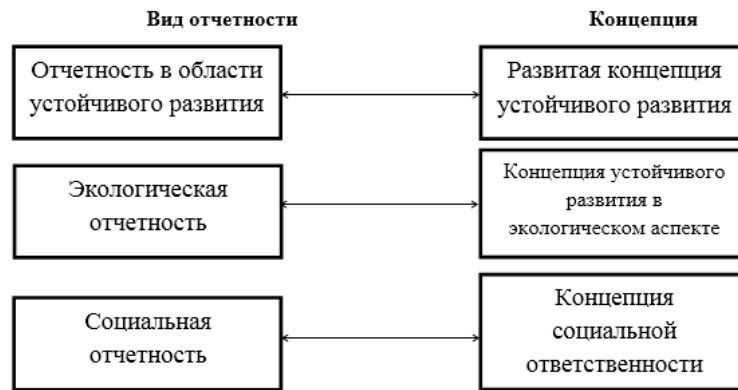 Вид отчетности
Концепция
Отчетность в области
устойчивого развития
Развитая концепция
устойчивого развития
Экологическая
отчетность
Концепция устойчивого
развития в
экологическом аспекте
Социальная
отчетность
Концепция
социальной
ответственности